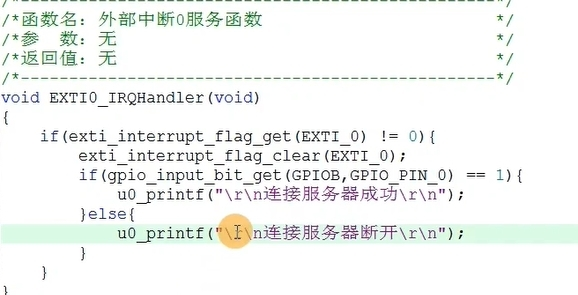 /*-------------------------------------------------*/
/*函数名：外部中断0服务函数 */
/*参  数：无 */
/*返回值：无 */
/*-------------------------------------------------*/
void EXTI0_IRQHandler(void)
{
    if(exti_interrupt_flag_get(EXTI_0) != 0){
        exti_interrupt_flag_clear(EXTI_0);
        if(gpio_input_bit_get(GPIOB,GPIO_PIN_0) == 1){
            u0_printf("\r\n连接服务器成功\r\n");
        }else{
            u0_printf("\r\n连接服务器断开\r\n");
        }
    }
}